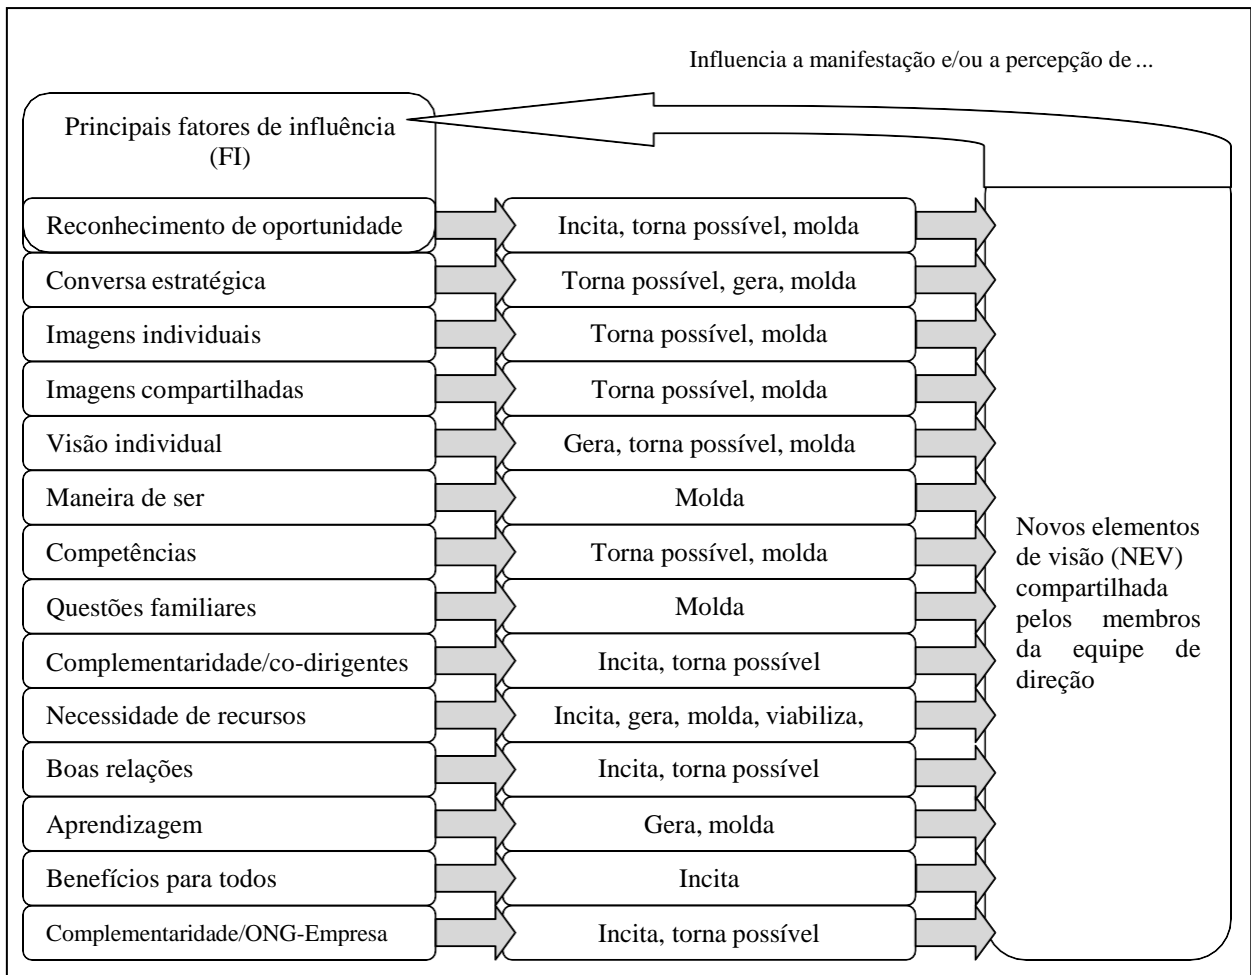 Influencia a manifestação e/ou a percepção de ...
Principais fatores de influência
(FI)
Reconhecimento de oportunidade
Incita, torna possível, molda
Conversa estratégica
Torna possível, gera, molda
Imagens individuais
Torna possível, molda
Imagens compartilhadas
Torna possível, molda
Visão individual
Gera, torna possível, molda
Maneira de ser
Molda
Competências
Torna possível, molda
Questões familiares
Molda
Complementaridade/co-dirigentes
Incita, torna possível
Necessidade de recursos
Incita, gera, molda, viabiliza,
Boas relações
Incita, torna possível
Aprendizagem
Gera, molda
Benefícios para todos
Incita
Complementaridade/ONG-Empresa
Incita, torna possível
Novos elementos
de visão (NEV)
compartilhada
pelos membros
da equipe de
direção